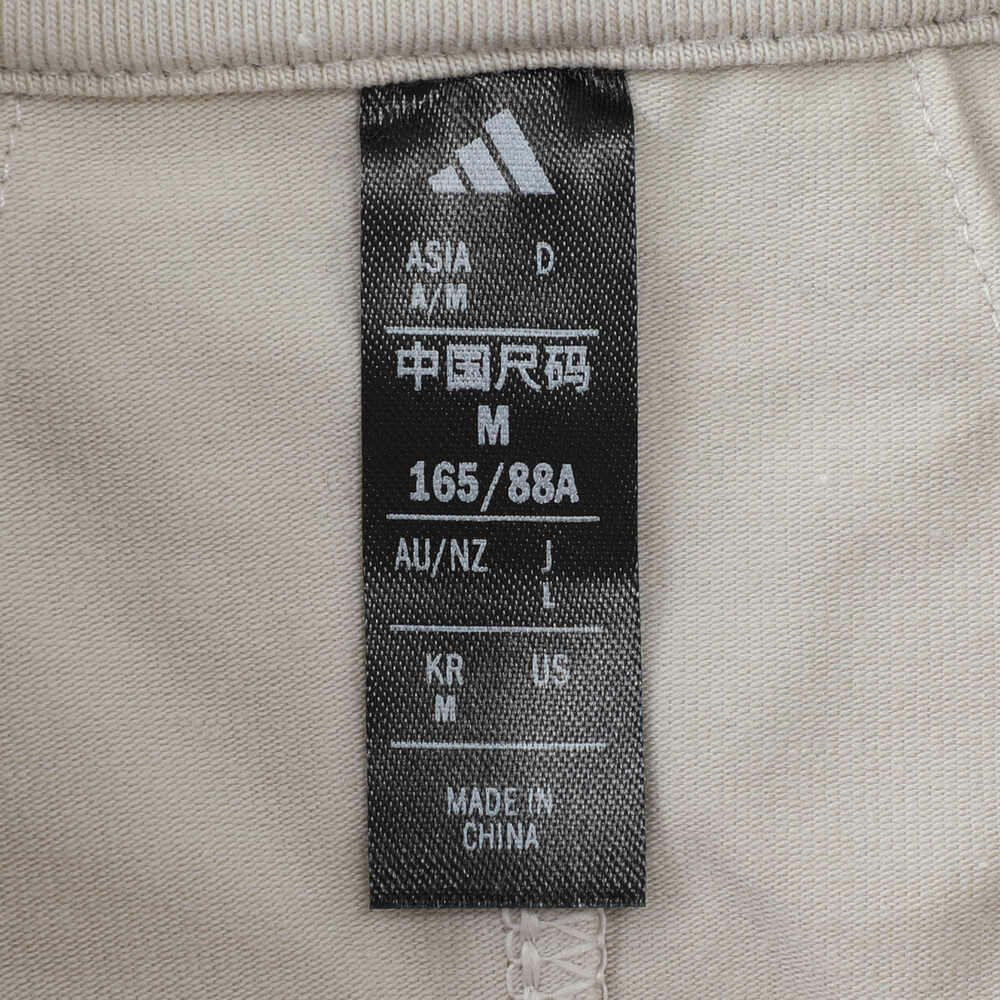 ASIA D
A/M
中国尺码
M
165/88A
AU/NZ J
L
KR US
M
MADE IN
CHINA